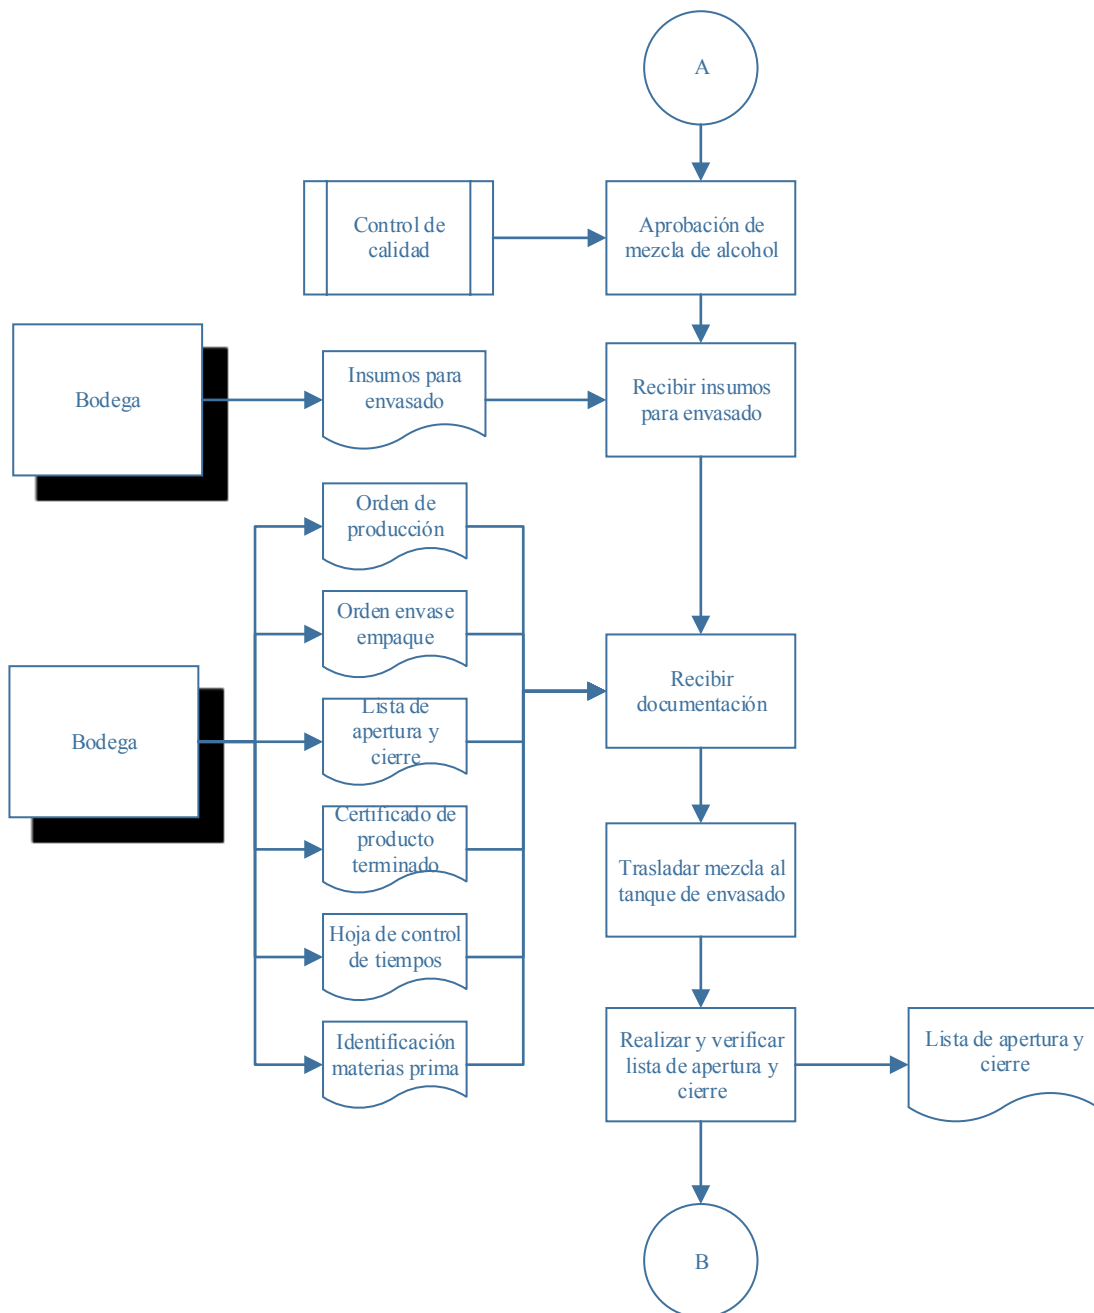 A
Control de
calidad
Aprobación de
mezcla de alcohol
Bodega
Insumos para
envasado
Recibir insumos
para envasado
Orden de
producción
Orden envase
empaque
Bodega
Lista de
apertura y
cierre
Certificado de
producto
terminado
Hoja de control
de tiempos
Identificación
materias prima
Recibir
documentación
Trasladar mezcla al
tanque de envasado
Realizar y verificar
lista de apertura y
cierre
Lista de apertura y
cierre
B